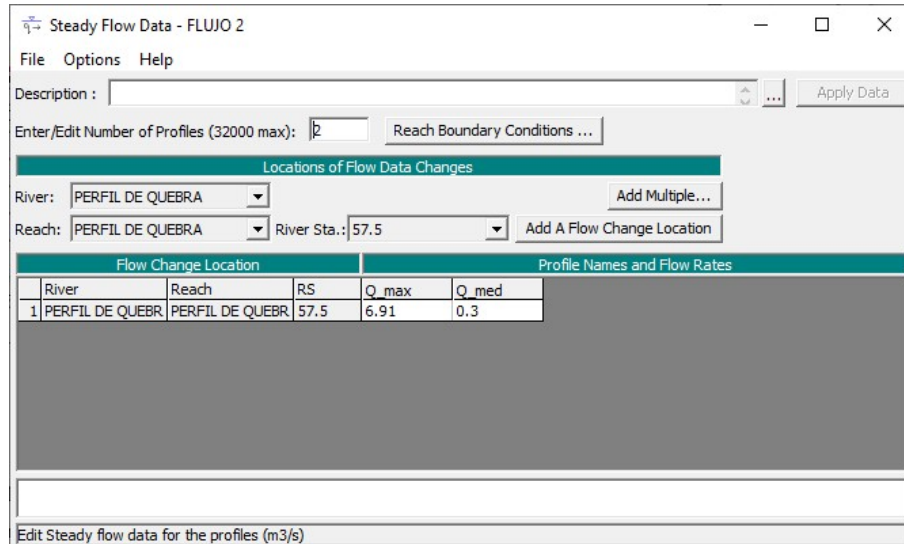 Steady Flow Data - FLUJO 2
File Options Help
Description : ... Apply Data
Enter/Edit Number of Profiles (32000 max): 2 Reach Boundary Conditions ...
Locations of Flow Data Changes
River: PERFIL DE QUEBRA Add Multiple...
Reach: PERFIL DE QUEBRA River Sta.: 57.5 Add A Flow Change Location
Flow Change Location Profile Names and Flow Rates
River Reach RS Q_max Q_med
1 PERFIL DE QUEBR PERFIL DE QUEBR 57.5 6.91 0.3
Edit Steady flow data for the profiles (m3/s)